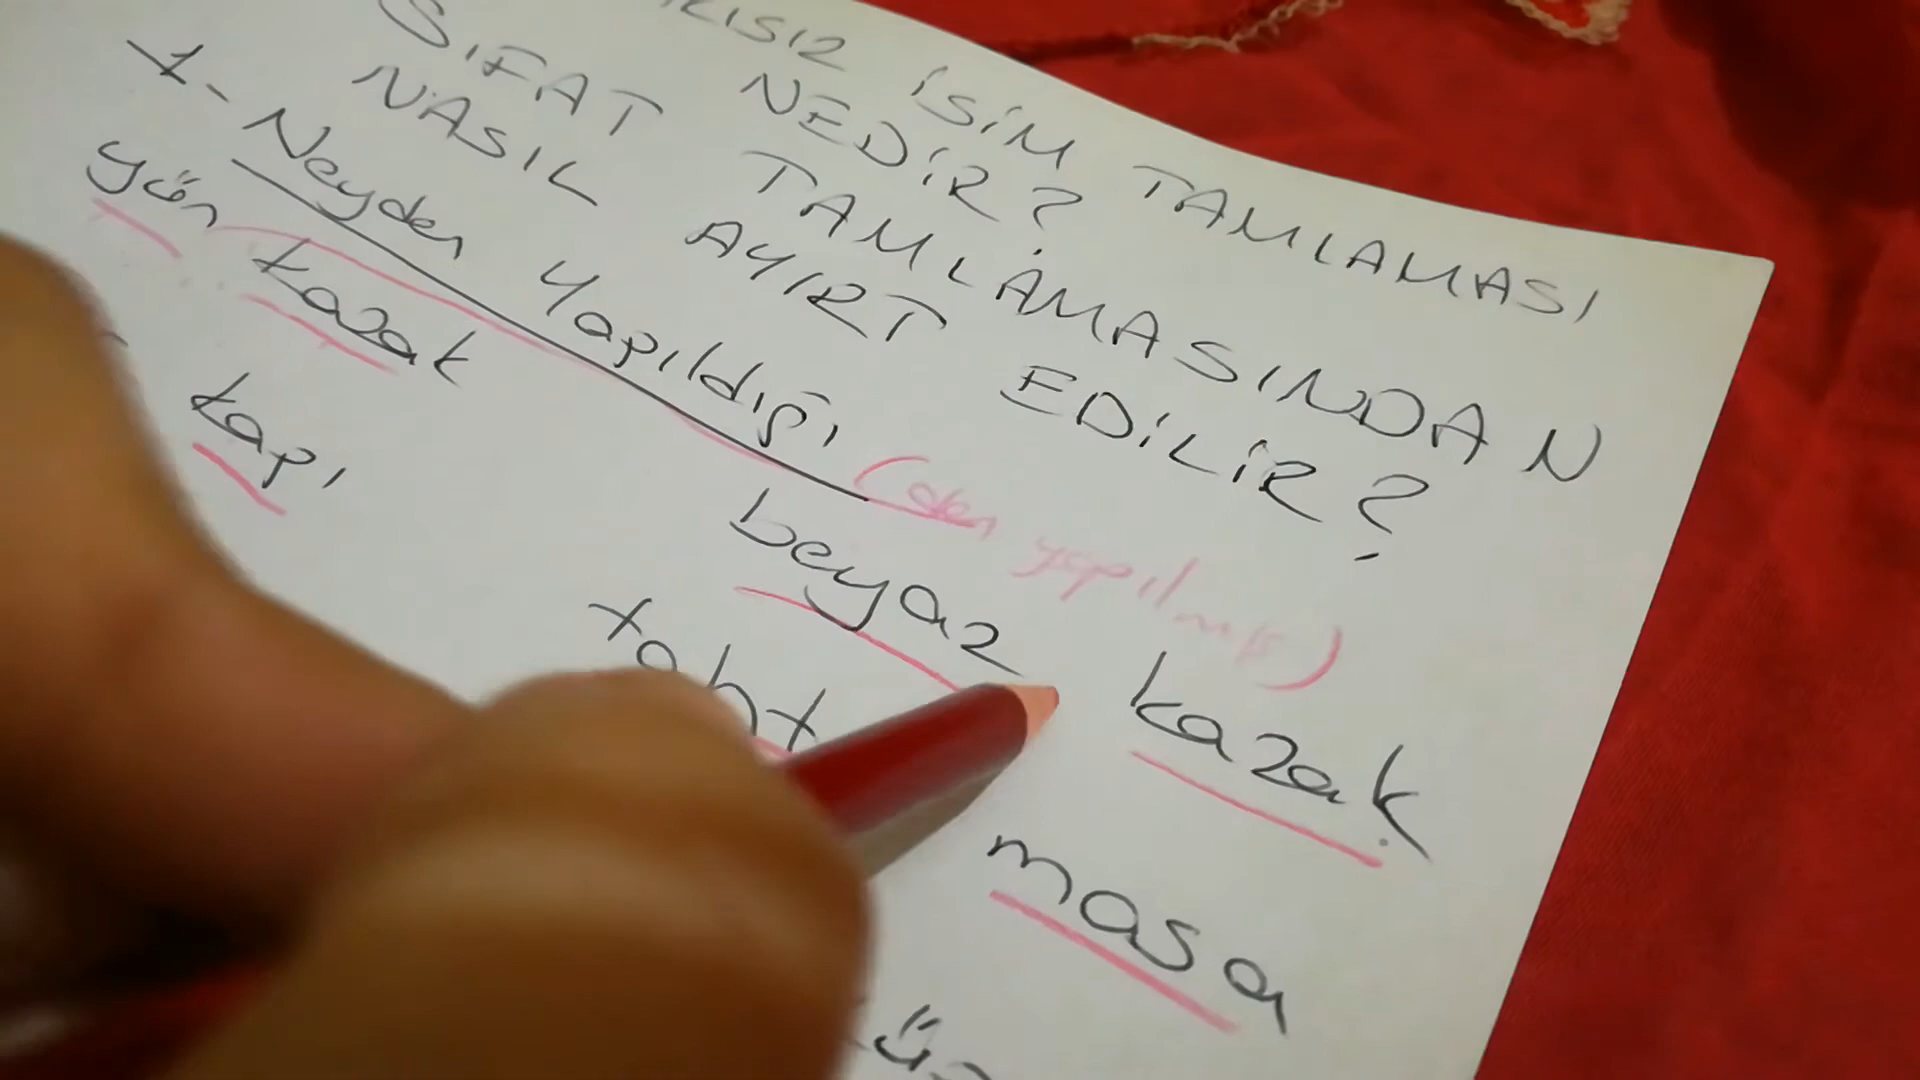 İSİM TAMLAMASI
NEDİR?
SIFAT TAMLAMASINDAN
NASIL AYIRT EDİLİR?
1- Neyden Yapıldığı (den yapılmış)
yün kazak beyaz kazak
kapı masa